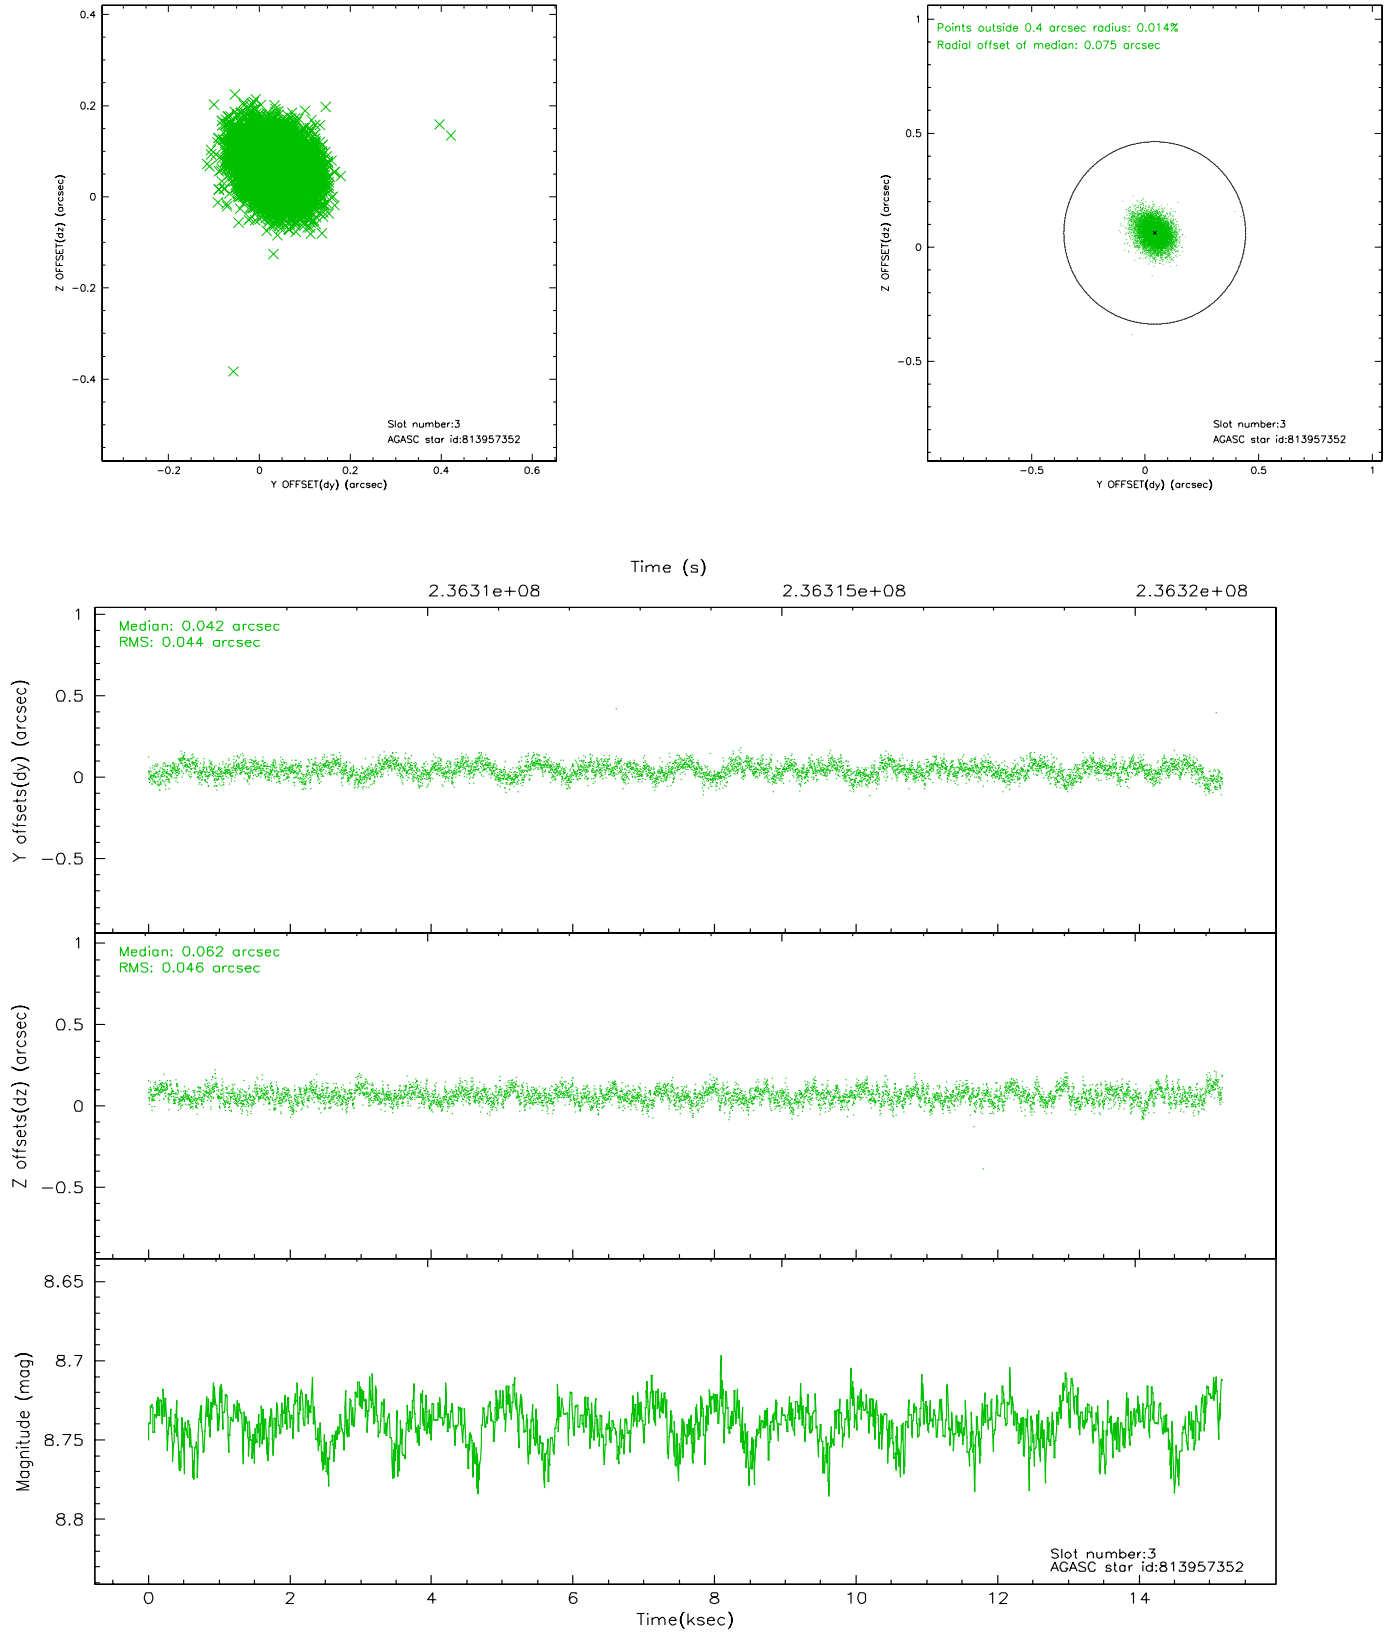 0.4
0.2
0
−0.2
−0.4
Z OFFSET(dz) (arcsec)
Slot number:3
AGASC star id:813957352
−0.2 0 0.2 0.4 0.6
Y OFFSET(dy) (arcsec)
Points outside 0.4 arcsec radius: 0.014%
Radial offset of median: 0.075 arcsec
1
0.5
0
−0.5
Z OFFSET(dz) (arcsec)
Slot number:3
AGASC star id:813957352
−0.5 0 0.5 1
Y OFFSET(dy) (arcsec)
Time (s)
2.3631e+08 2.36315e+08 2.3632e+08
Median: 0.042 arcsec
RMS: 0.044 arcsec
1
0.5
0
−0.5
Y offsets(dy) (arcsec)
Median: 0.062 arcsec
RMS: 0.046 arcsec
1
0.5
0
−0.5
Z offsets(dz) (arcsec)
8.65
8.7
8.75
8.8
Magnitude (mag)
Slot number:3
AGASC star id:813957352
0 2 4 6 8 10 12 14
Time(ksec)